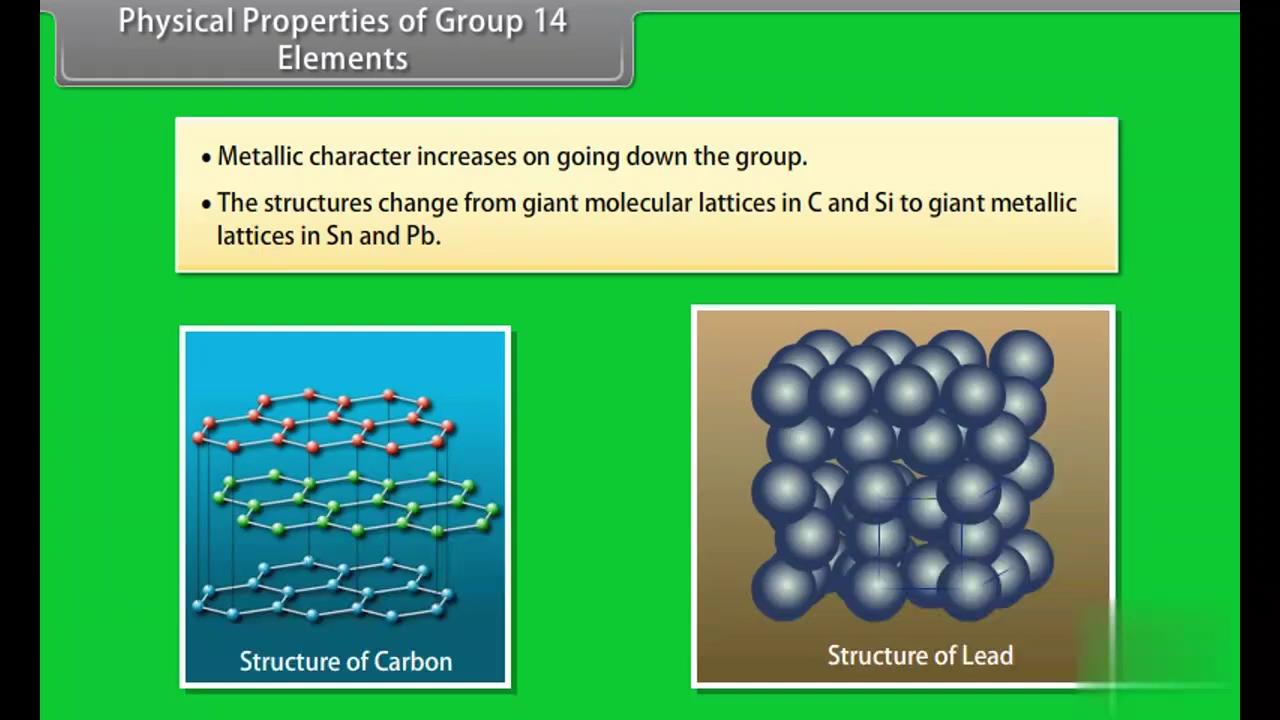 Physical Properties of Group 14
Elements
• Metallic character increases on going down the group.
• The structures change from giant molecular lattices in C and Si to giant metallic
lattices in Sn and Pb.
Structure of Carbon
Structure of Lead